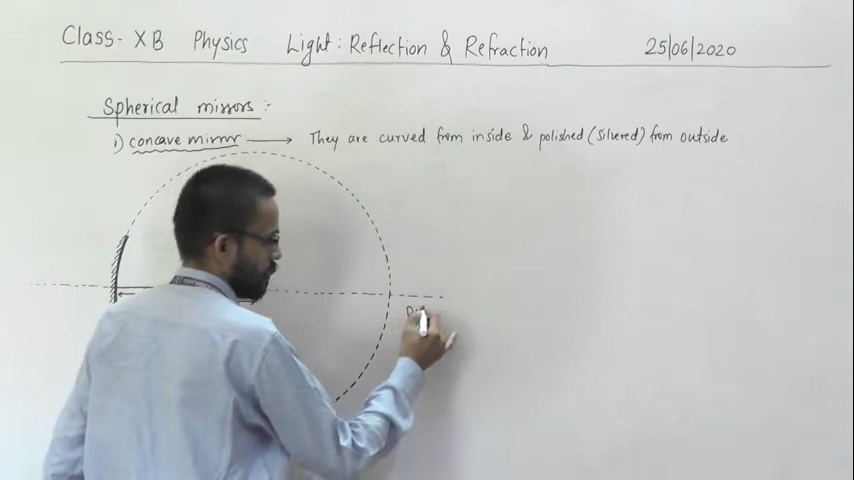 Class- X B Physics Light: Reflection & Refraction 25/06/2020
Spherical mirrors :-
i) concave mirror → They are curved from inside & polished (silvered) from outside